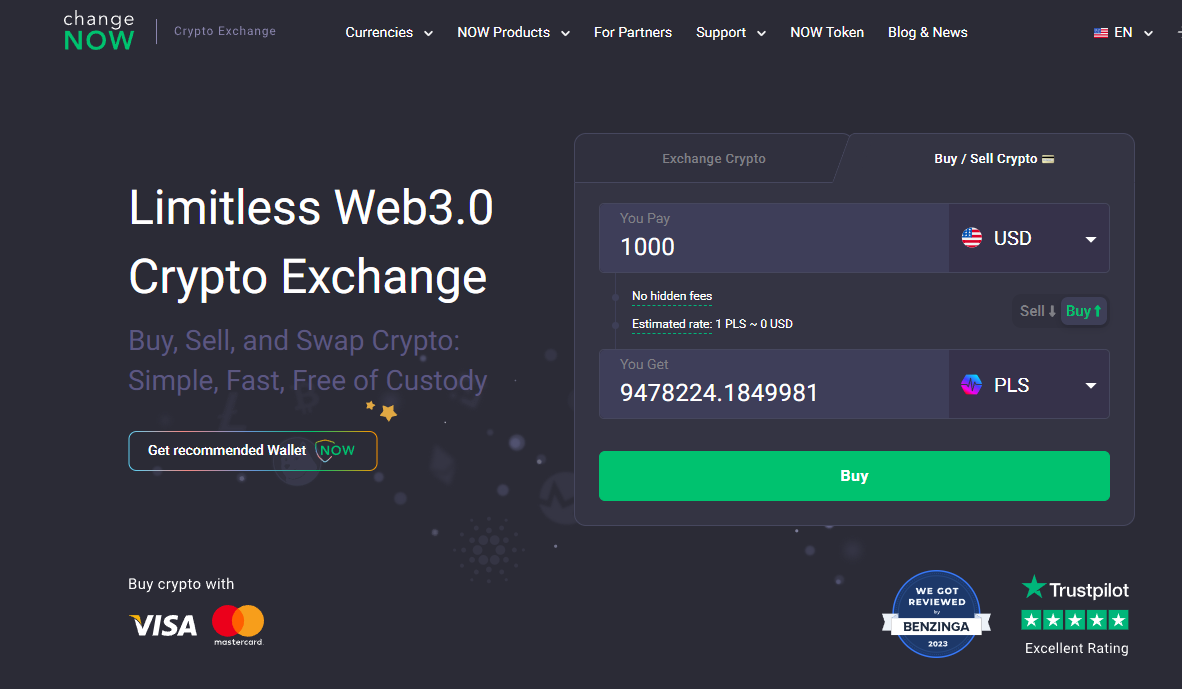 change
NOW
Crypto Exchange
Currencies
NOW Products
For Partners
Support
NOW Token
Blog & News
EN
Limitless Web3.0
Crypto Exchange
Buy, Sell, and Swap Crypto:
Simple, Fast, Free of Custody
Get recommended Wallet NOW
Buy crypto with
VISA
mastercard.
Exchange Crypto
Buy / Sell Crypto
You Pay
1000
USD
No hidden fees
Estimated rate: 1 PLS ~ 0 USD
Sell
Buy
You Get
9478224.1849981
PLS
Buy
WE GOT
REVIEWED
by
BENZINGA
2023
Trustpilot
Excellent Rating